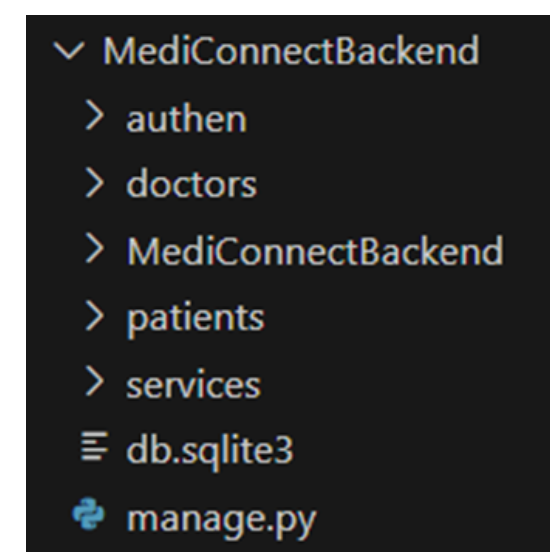 MediConnectBackend
authen
doctors
MediConnectBackend
patients
services
db.sqlite3
manage.py